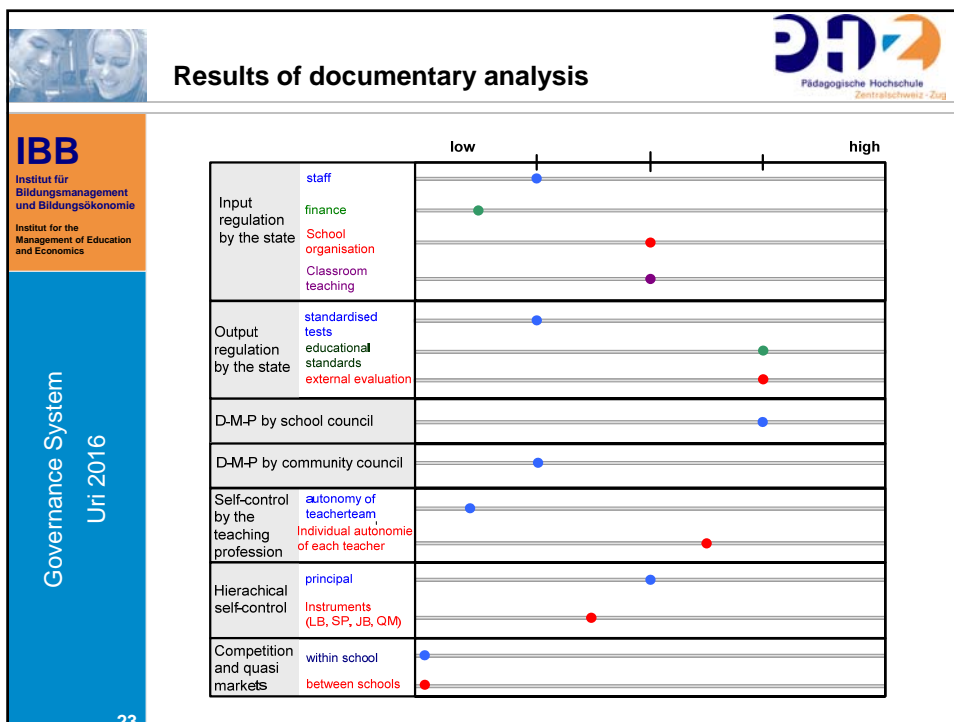 Results of documentary analysis
PHZ
Pädagogische Hochschule
Zentralschweiz - Zug
IBB
Institut für
Bildungsmanagement
und Bildungsökonomie
Institut for the
Management of Education
and Economics
Governance System
Uri 2016
23
low
high
Input
regulation
by the state
staff
finance
School
organisation
Classroom
teaching
Output
regulation
by the state
standardised
tests
educational
standards
external evaluation
D-M-P by school council
D-M-P by community council
Self-control
by the
teaching
profession
autonomy of
teacherteam
Individual autonomie
of each teacher
Hierachical
self-control
principal
Instruments
(LB, SP, JB, QM)
Competition
and quasi
markets
within school
between schools